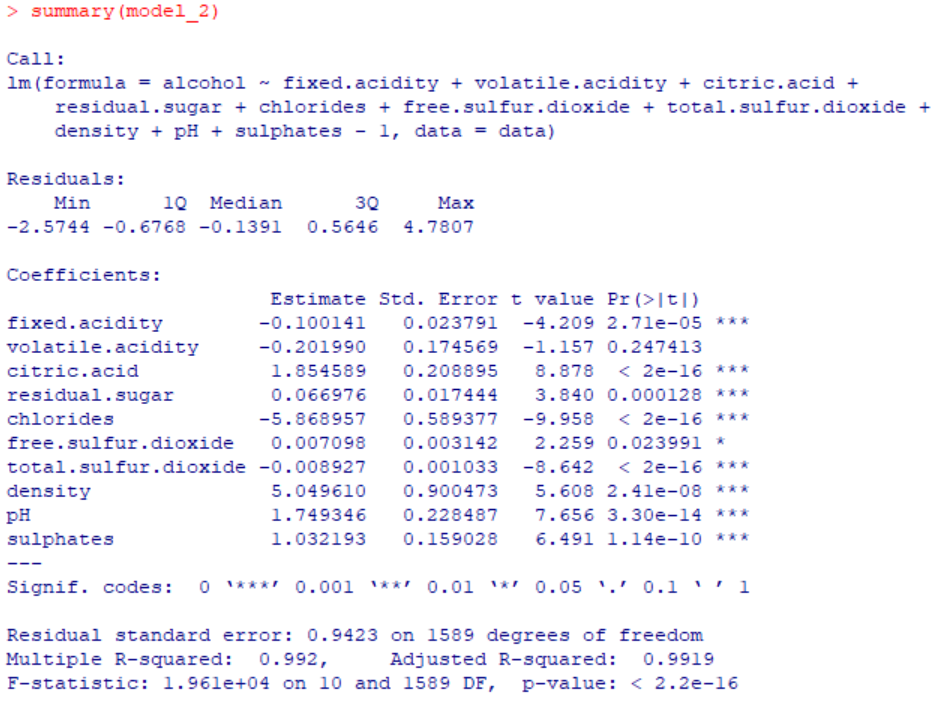 > summary(model_2)
Call:
lm(formula = alcohol ~ fixed.acidity + volatile.acidity + citric.acid +
    residual.sugar + chlorides + free.sulfur.dioxide + total.sulfur.dioxide +
    density + pH + sulphates - 1, data = data)
Residuals:
    Min      1Q  Median      3Q     Max
-2.5744 -0.6768 -0.1391  0.5646  4.7807
Coefficients:
                      Estimate Std. Error t value Pr(>|t|)
fixed.acidity        -0.100141   0.023791  -4.209 2.71e-05 ***
volatile.acidity     -0.201990   0.174569  -1.157 0.247413
citric.acid           1.854589   0.208895   8.878  < 2e-16 ***
residual.sugar        0.066976   0.017444   3.840 0.000128 ***
chlorides            -5.868957   0.589377  -9.958  < 2e-16 ***
free.sulfur.dioxide   0.007098   0.003142   2.259 0.023991 *
total.sulfur.dioxide -0.008927   0.001033  -8.642  < 2e-16 ***
density               5.049610   0.900473   5.608 2.41e-08 ***
pH                    1.749346   0.228487   7.656 3.30e-14 ***
sulphates             1.032193   0.159028   6.491 1.14e-10 ***
---
Signif. codes:  0 ‘***’ 0.001 ‘**’ 0.01 ‘*’ 0.05 ‘.’ 0.1 ‘ ’ 1
Residual standard error: 0.9423 on 1589 degrees of freedom
Multiple R-squared:  0.992,     Adjusted R-squared:  0.9919
F-statistic: 1.961e+04 on 10 and 1589 DF,  p-value: < 2.2e-16